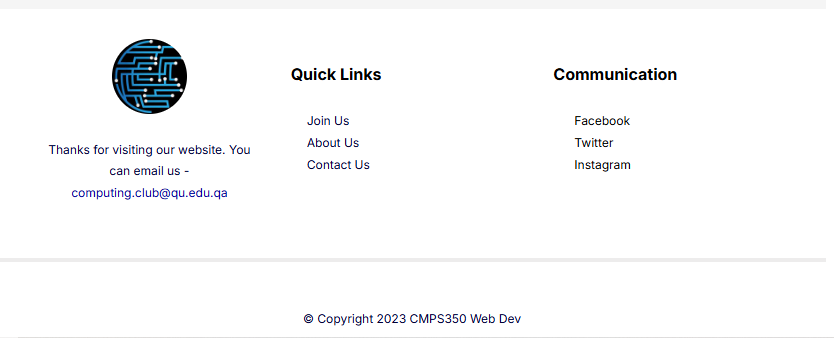 Thanks for visiting our website. You
can email us -
computing.club@qu.edu.qa
Quick Links
Join Us
About Us
Contact Us
Communication
Facebook
Twitter
Instagram
© Copyright 2023 CMPS350 Web Dev